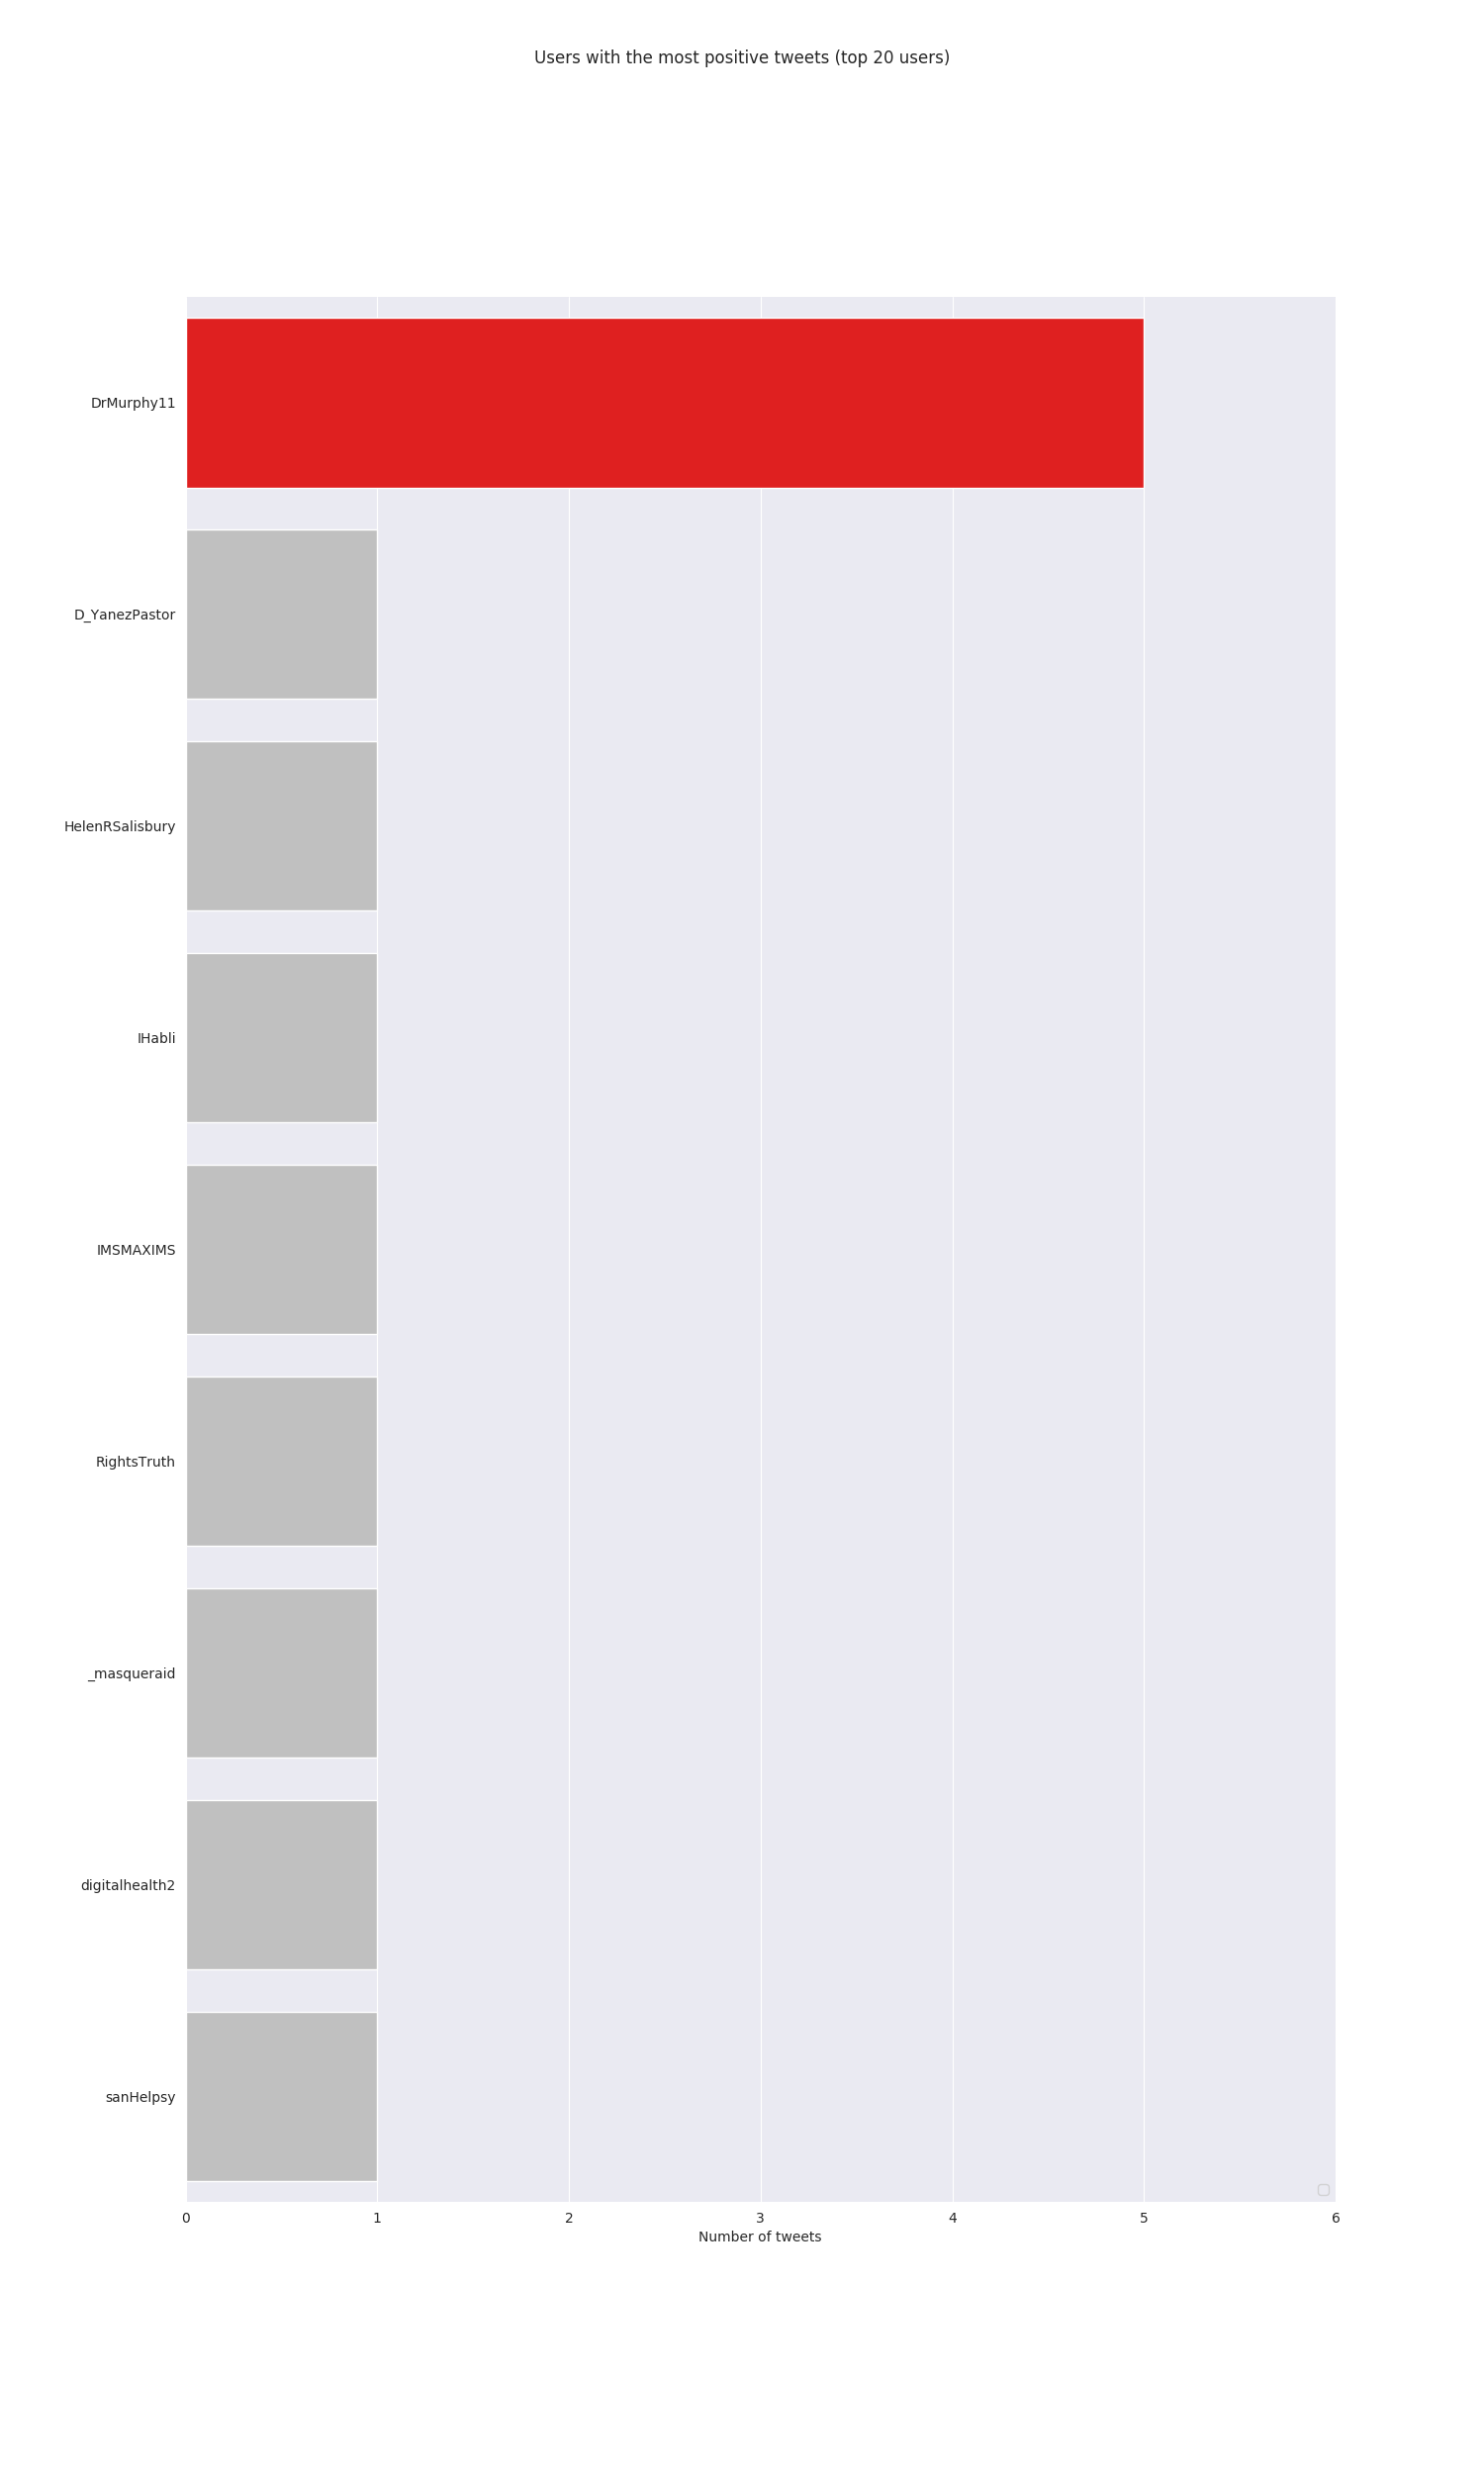 Users with the most positive tweets (top 20 users)
DrMurphy11
D_YanezPastor
HelenRSalisbury
IHabli
IMSMAXIMS
RightsTruth
_masqueraid
digitalhealth2
sanHelpsy
0 1 2 3 4 5 6
Number of tweets